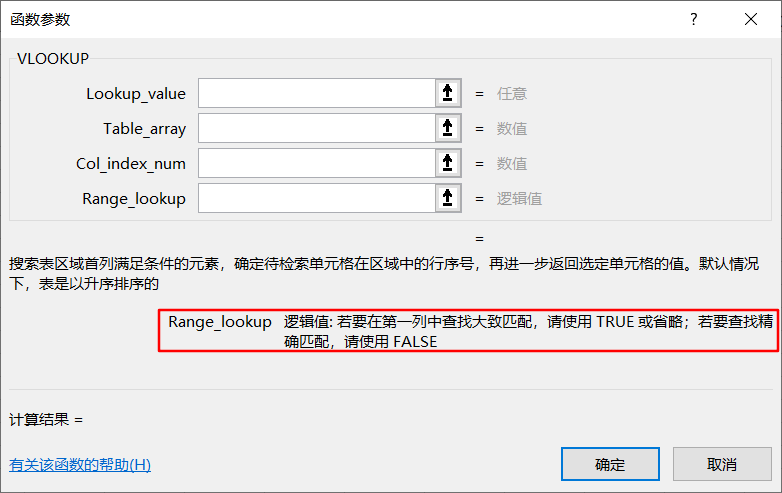 函数参数
?
VLOOKUP
Lookup_value = 任意
Table_array = 数值
Col_index_num = 数值
Range_lookup = 逻辑值
=
搜索表区域首列满足条件的元素，确定待检索单元格在区域中的行序号，再进一步返回选定单元格的值。默认情况
下，表是以升序排序的
Range_lookup 逻辑值: 若要在第一列中查找大致匹配，请使用 TRUE 或省略；若要查找精
确匹配，请使用 FALSE
计算结果 =
有关该函数的帮助(H)
确定
取消